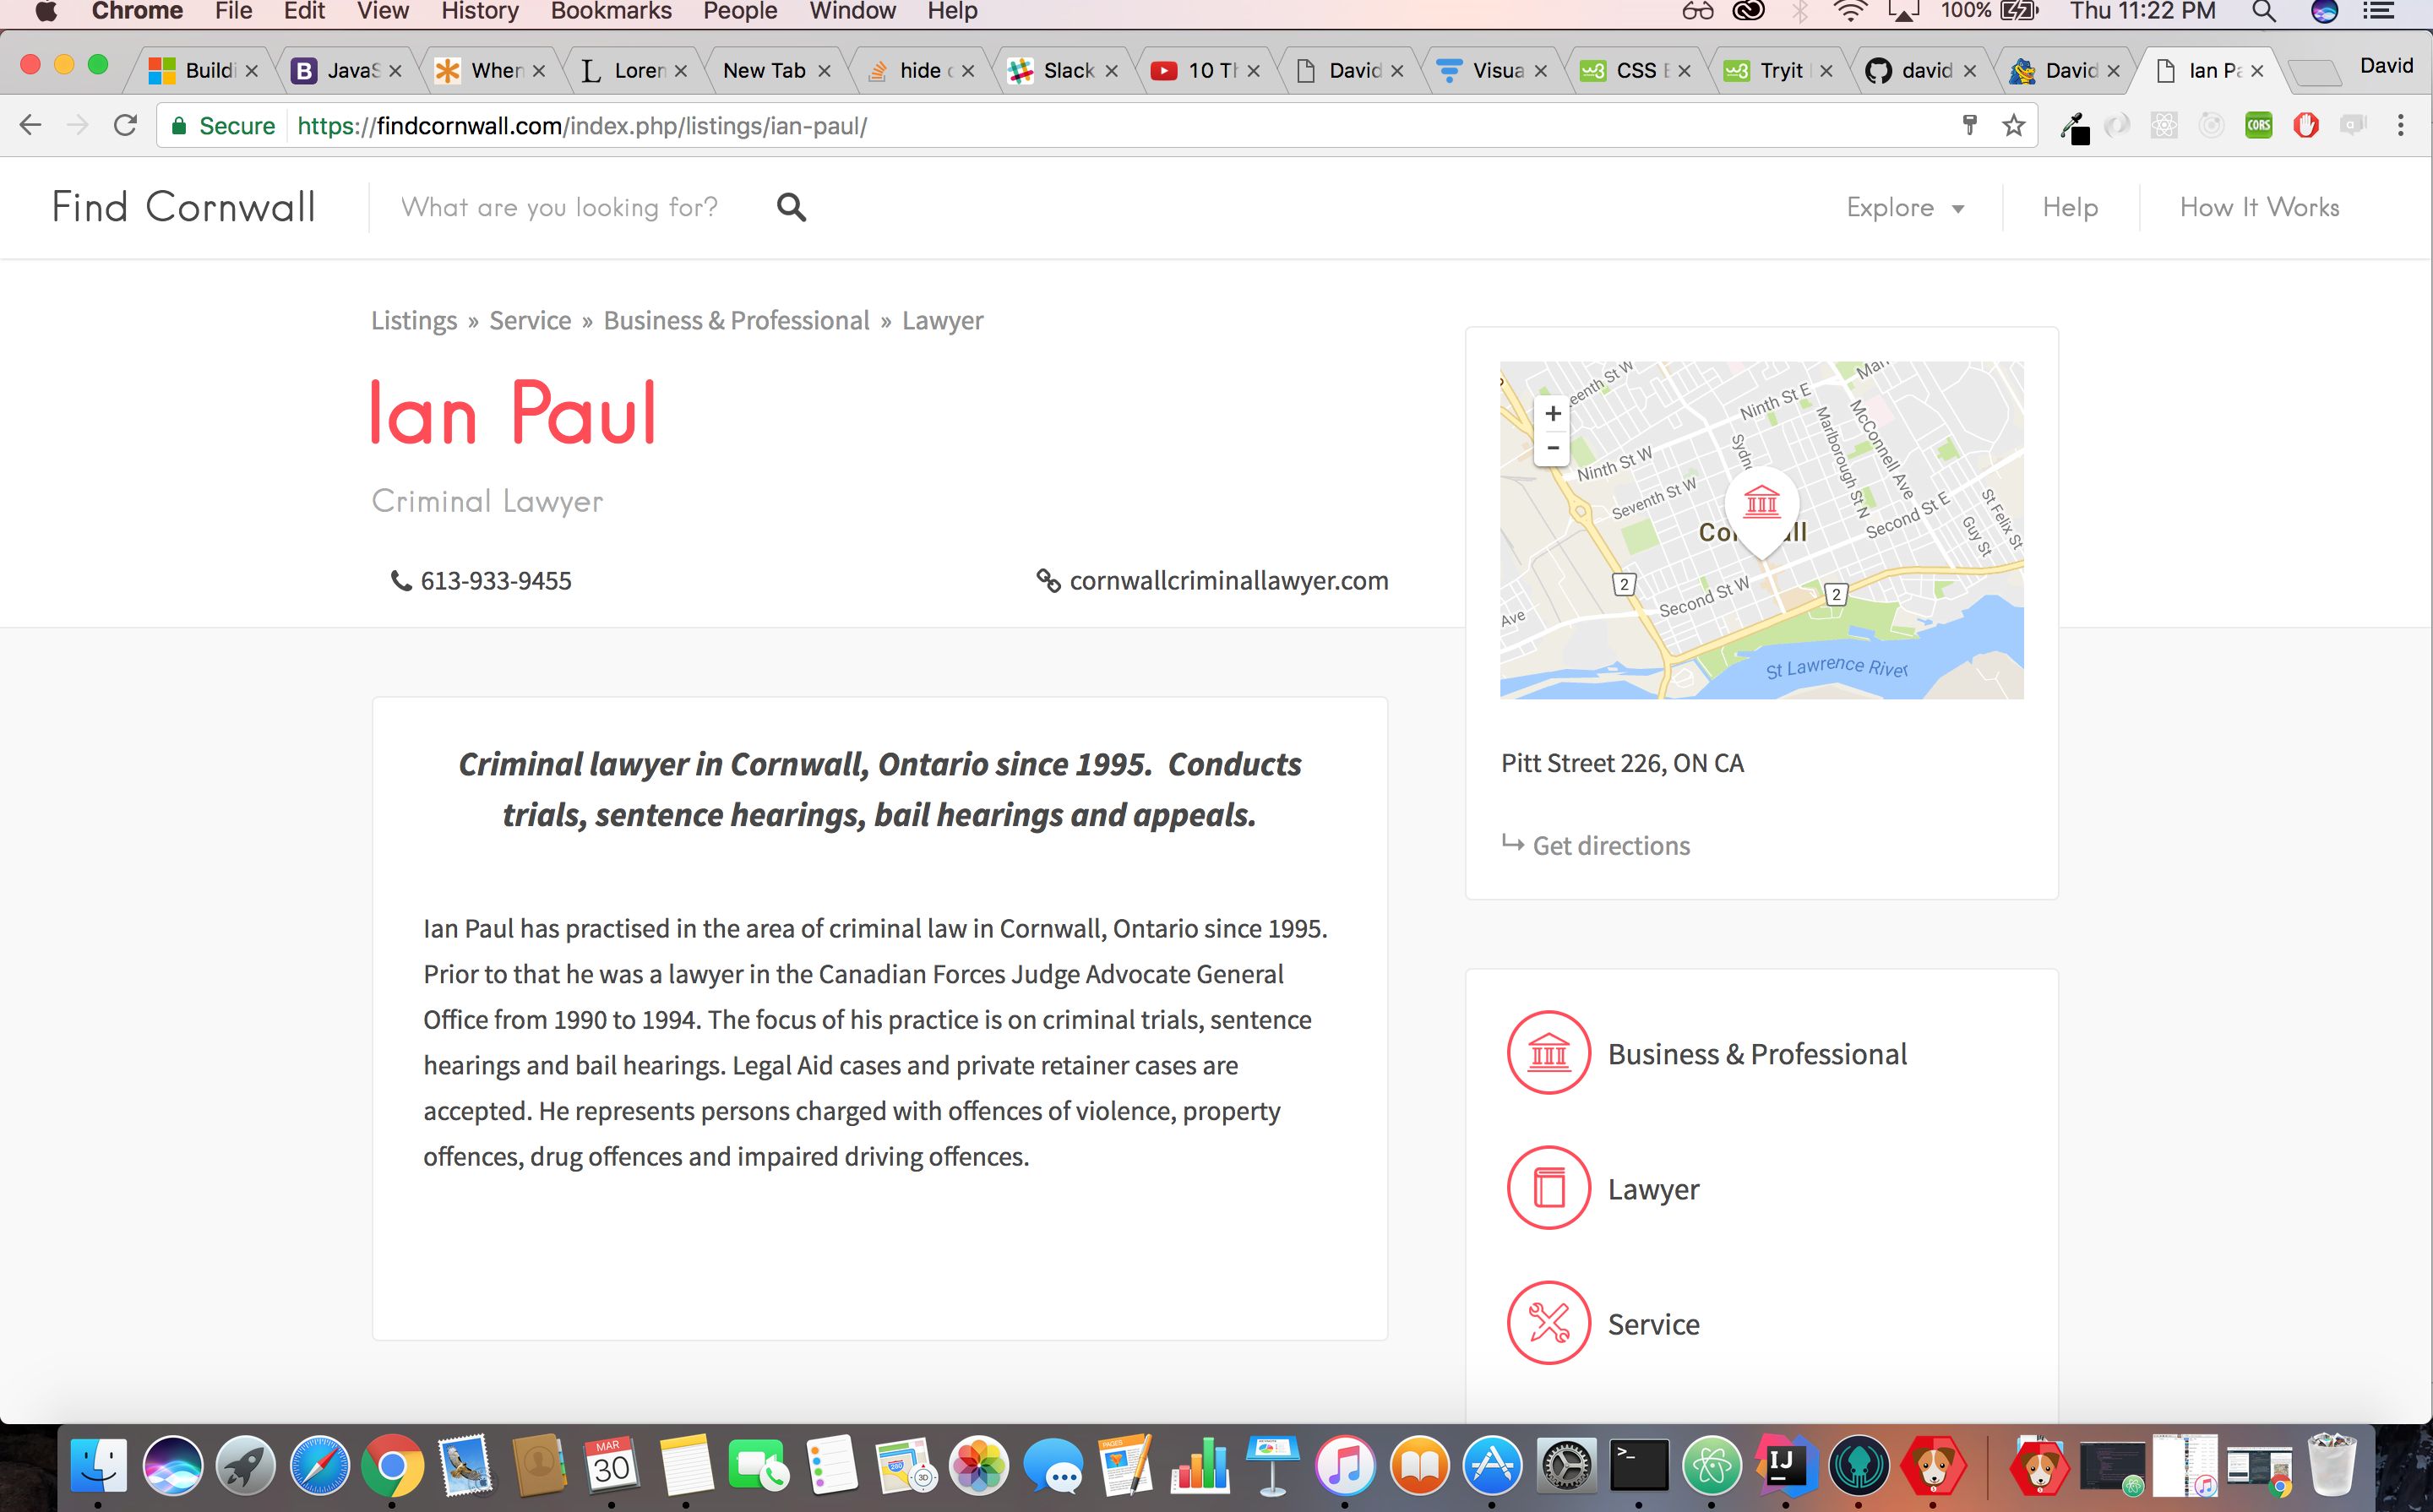 Chrome File Edit View History Bookmarks People Window Help 100% Thu 11:22 PM
Buildi JavaS When Loren New Tab hide Slack 10 Th David Visua CSS Tryit david David Ian Pa David
Secure https://findcornwall.com/index.php/listings/ian-paul/ CORS
Find Cornwall What are you looking for? Explore Help How It Works
Listings » Service » Business & Professional » Lawyer
Ian Paul
Criminal Lawyer
613-933-9455 cornwallcriminallawyer.com
Criminal lawyer in Cornwall, Ontario since 1995. Conducts
trials, sentence hearings, bail hearings and appeals.
Ian Paul has practised in the area of criminal law in Cornwall, Ontario since 1995.
Prior to that he was a lawyer in the Canadian Forces Judge Advocate General
Office from 1990 to 1994. The focus of his practice is on criminal trials, sentence
hearings and bail hearings. Legal Aid cases and private retainer cases are
accepted. He represents persons charged with offences of violence, property
offences, drug offences and impaired driving offences.
+
−
Ninth St E
Ninth St W
Seventh St W
Marlborough St N
McConnell Ave
Second St E
St Felix St
Guy St
Second St W
2
2
Ave
St Lawrence River
Pitt Street 226, ON CA
Get directions
Business & Professional
Lawyer
Service
MAR
30
PAGES
3D
IJ